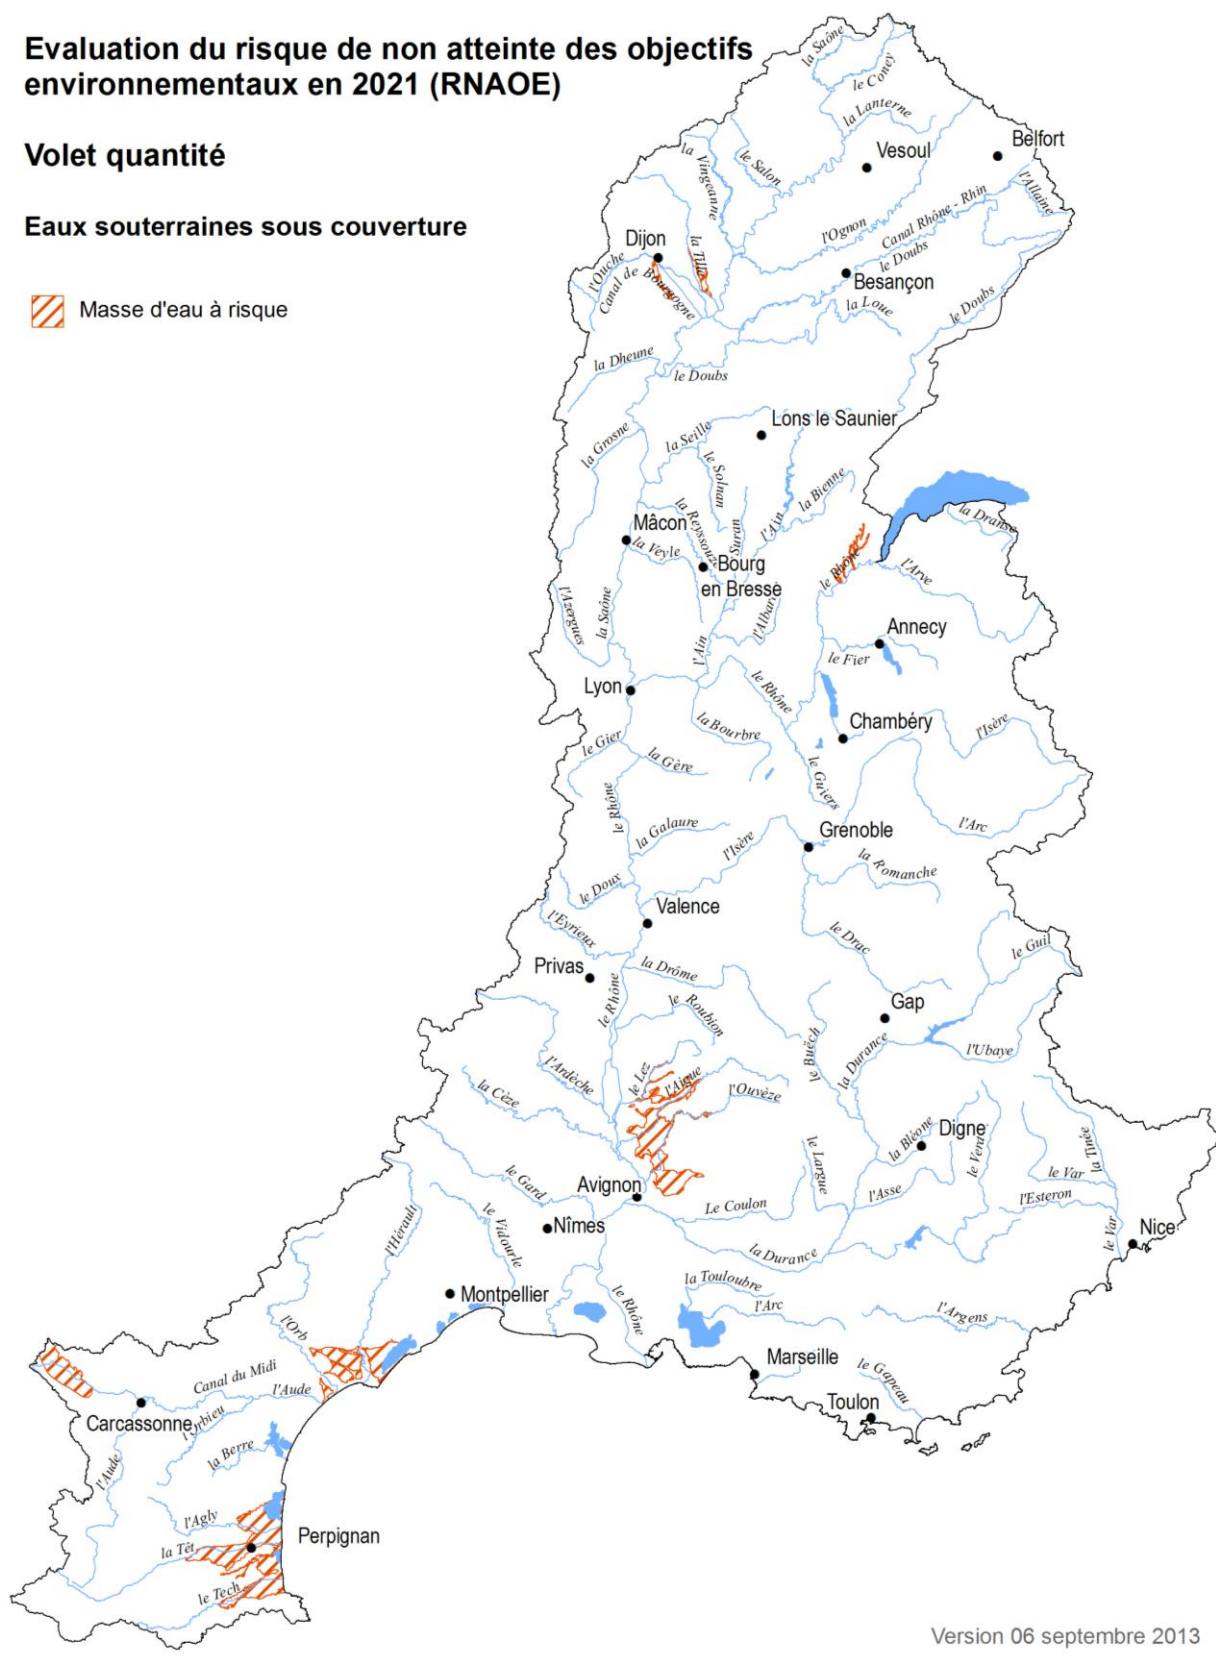 Evaluation du risque de non atteinte des objectifs
environnementaux en 2021 (RNAOE)
Volet quantité
Eaux souterraines sous couverture
Masse d'eau à risque
la Saône
le Coney
la Lanterne
la Vingeanne
le Salon
Vesoul
Belfort
l'Allaine
Canal Rhône - Rhin
l'Ognon
Dijon
la Tille
l'Ouche
Canal de Bourgogne
le Doubs
Besançon
la Loue
le Doubs
la Dheune
le Doubs
Lons le Saunier
la Grosne
la Seille
le Solnan
la Bienne
la Reyssouze
Suran
l'Ain
Mâcon
la Veyle
Bourg
en Bresse
la Dranse
le Rhône
l'Arve
l'Azergues
la Saône
l'Albar
l'Ain
Annecy
le Fier
Lyon
le Rhône
la Bourbre
Chambéry
l'Isère
le Gier
la Gère
le Guiers
le Rhône
la Galaure
l'Isère
Grenoble
l'Arc
la Romanche
le Doux
Valence
l'Eyrieux
le Drac
le Guil
Privas
la Drôme
le Rhône
le Roubion
Gap
le Buëch
la Durance
l'Ubaye
l'Ardèche
le Lez
l'Aigue
l'Ouvèze
la Cèze
la Bléone
Digne
le Verd
la Tinée
le Largue
le Var
le Gard
Avignon
Le Coulon
l'Asse
l'Esteron
Nîmes
le Vidourle
l'Hérault
la Durance
le Var
Nice
la Touloubre
l'Arc
Montpellier
le Rhône
l'Argens
l'Orb
Marseille
le Gapeau
Toulon
Canal du Midi
l'Aude
Carcassonne
l'Orbieu
la Berre
l'Aude
l'Agly
la Têt
Perpignan
le Tech
Version 06 septembre 2013